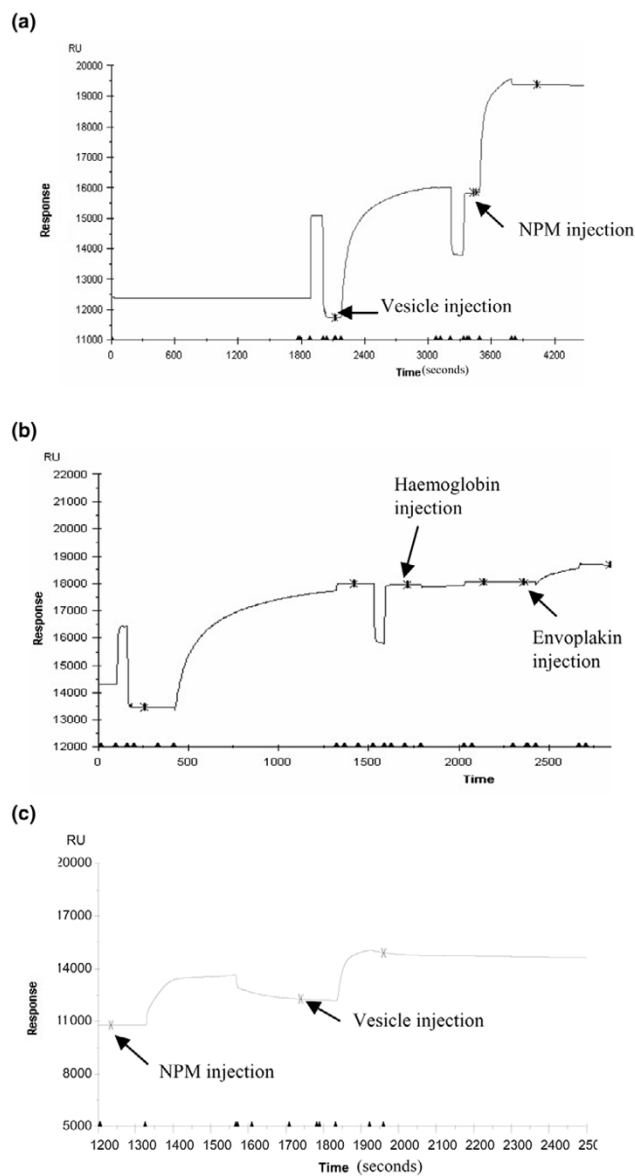 (a)
RU
20000
19000
18000
17000
16000
15000
14000
13000
12000
11000
Response
NPM injection
Vesicle injection
0 600 1200 1800 2400 3000 3600 4200
Time (seconds)
(b)
RU
22000
21000
20000
19000
18000
17000
16000
15000
14000
13000
12000
Response
Haemoglobin
injection
Envoplakin
injection
0 500 1000 1500 2000 2500
Time
(c)
RU
20000
17000
14000
11000
8000
5000
Response
Vesicle injection
NPM injection
1200 1300 1400 1500 1600 1700 1800 1900 2000 2100 2200 2300 2400 250
Time (seconds)